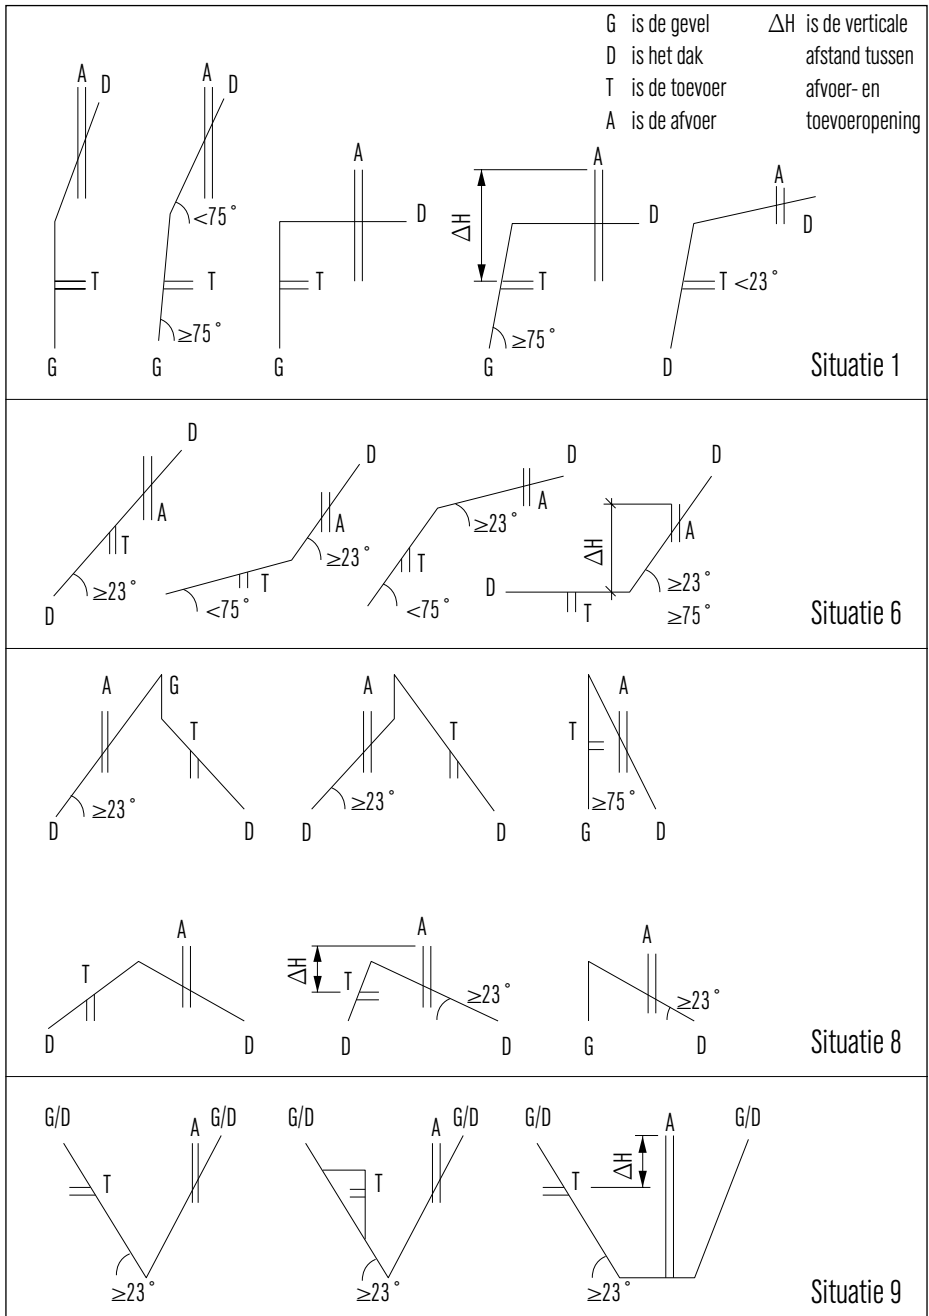 G is de gevel
D is het dak
T is de toevoer
A is de afvoer
ΔH is de verticale
afstand tussen
afvoer- en
toevoeropening
A
D
<75°
T
G
A
D
T
≥75°
G
A
D
T
G
ΔH
A
D
T
≥75°
G
A
D
T <23°
D
Situatie 1
D
A
T
≥23°
D
D
A
≥23°
T
<75°
D
≥23°
A
T
<75°
D
ΔH
A
D
T
≥23°
≥75°
Situatie 6
A
G
T
≥23°
D
D
A
T
≥23°
D
D
A
T
≥75°
G
D
A
T
D
D
A
ΔH
T
≥23°
D
D
A
≥23°
G
D
Situatie 8
G/D
A
G/D
T
≥23°
G/D
A
G/D
T
≥23°
G/D
A
G/D
ΔH
T
≥23°
Situatie 9